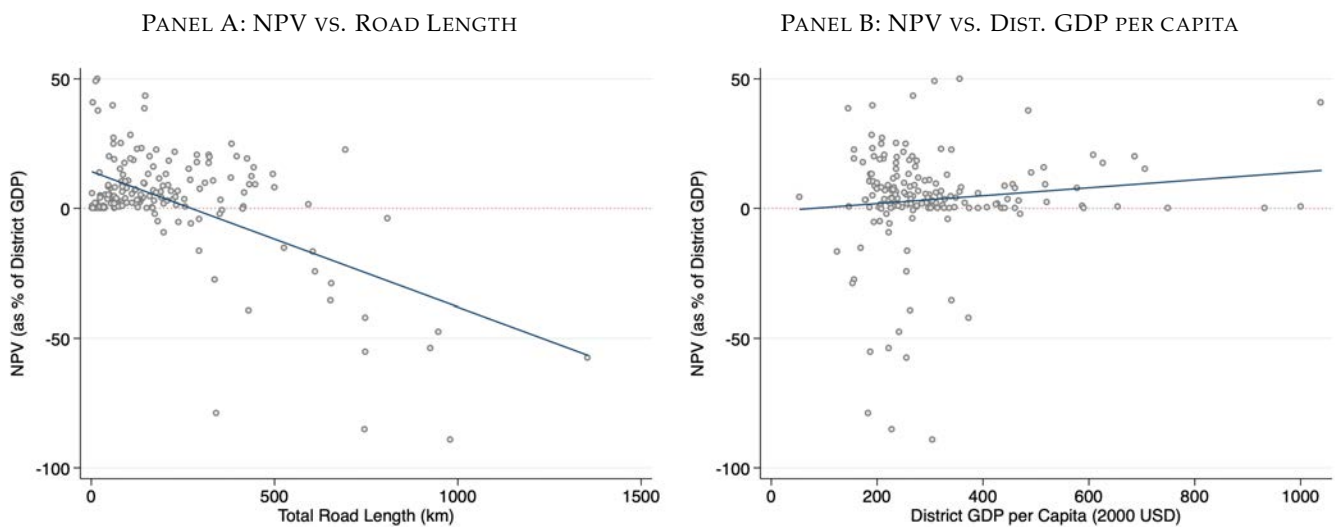 PANEL A: NPV VS. ROAD LENGTH
NPV (as % of District GDP)
50
0
-50
-100
0 500 1000 1500
Total Road Length (km)
PANEL B: NPV VS. DIST. GDP PER CAPITA
NPV (as % of District GDP)
50
0
-50
-100
0 200 400 600 800 1000
District GDP per Capita (2000 USD)